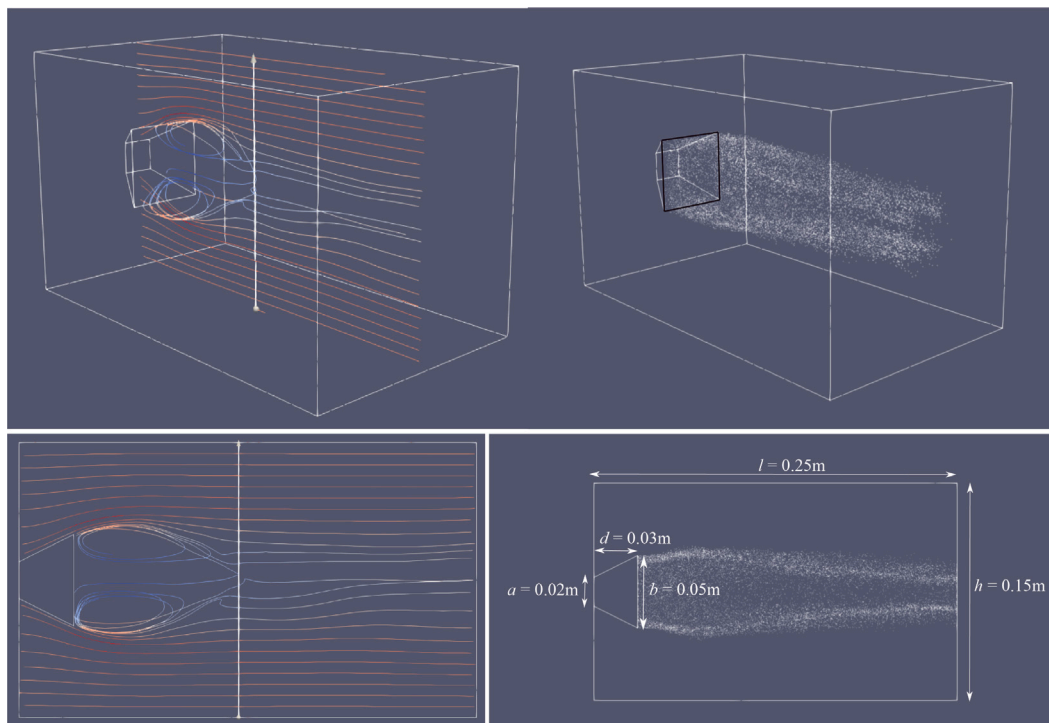 l = 0.25m
d = 0.03m
a = 0.02m
b = 0.05m
h = 0.15m